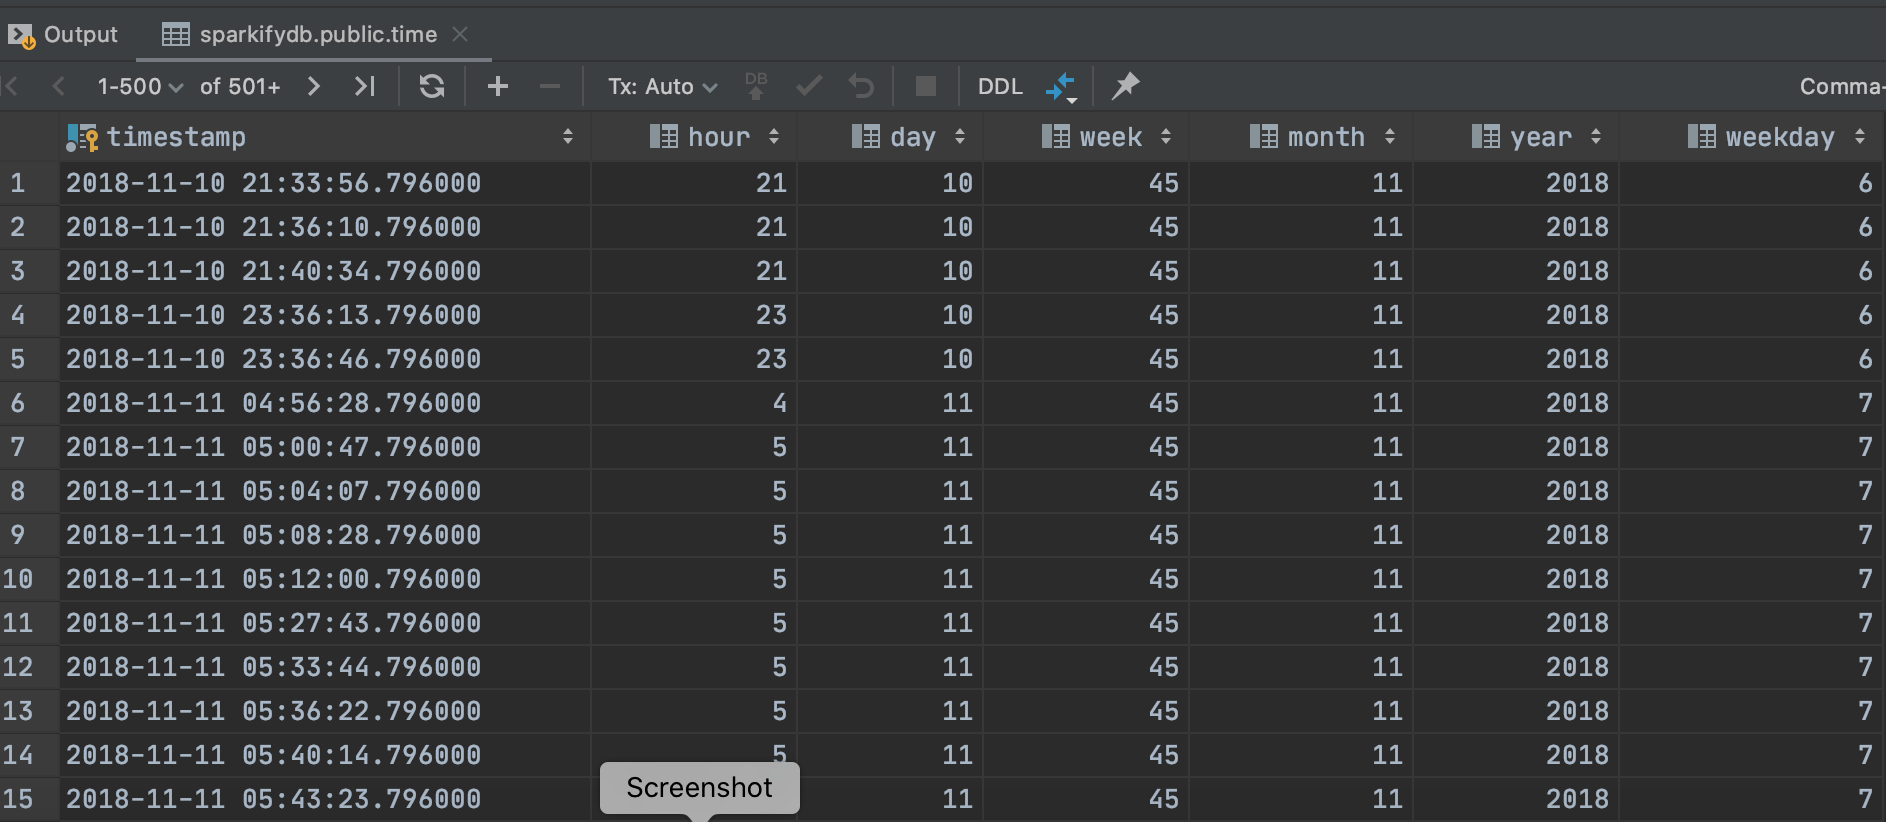 Output sparkifydb.public.time
1-500 of 501+ Tx: Auto DB DDL Comma-
timestamp hour day week month year weekday
1 2018-11-10 21:33:56.796000 21 10 45 11 2018 6
2 2018-11-10 21:36:10.796000 21 10 45 11 2018 6
3 2018-11-10 21:40:34.796000 21 10 45 11 2018 6
4 2018-11-10 23:36:13.796000 23 10 45 11 2018 6
5 2018-11-10 23:36:46.796000 23 10 45 11 2018 6
6 2018-11-11 04:56:28.796000 4 11 45 11 2018 7
7 2018-11-11 05:00:47.796000 5 11 45 11 2018 7
8 2018-11-11 05:04:07.796000 5 11 45 11 2018 7
9 2018-11-11 05:08:28.796000 5 11 45 11 2018 7
10 2018-11-11 05:12:00.796000 5 11 45 11 2018 7
11 2018-11-11 05:27:43.796000 5 11 45 11 2018 7
12 2018-11-11 05:33:44.796000 5 11 45 11 2018 7
13 2018-11-11 05:36:22.796000 5 11 45 11 2018 7
14 2018-11-11 05:40:14.796000 5 11 45 11 2018 7
15 2018-11-11 05:43:23.796000 11 45 11 2018 7
Screenshot